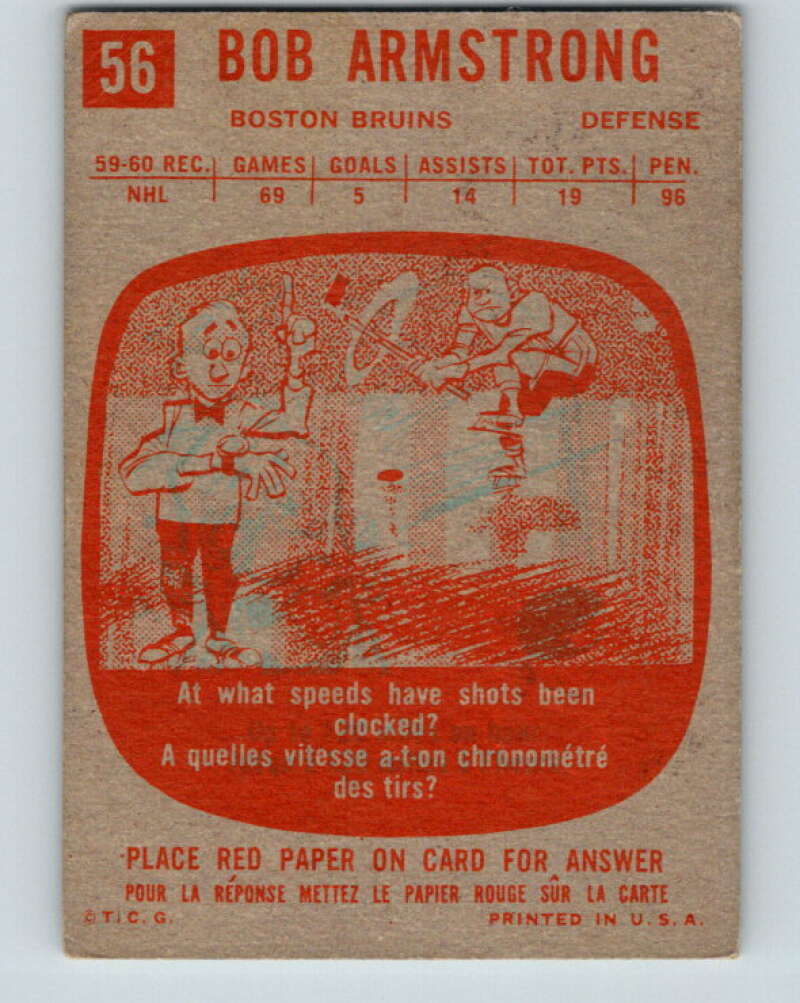 56
BOB ARMSTRONG
BOSTON BRUINS DEFENSE
59-60 REC. GAMES GOALS ASSISTS TOT. PTS. PEN.
NHL 69 5 14 19 96
At what speeds have shots been
clocked?
A quelles vitesse a-t-on chronométré
des tirs?
PLACE RED PAPER ON CARD FOR ANSWER
POUR LA RÉPONSE METTEZ LE PAPIER ROUGE SÛR LA CARTE
© T. C. G. PRINTED IN U. S. A.